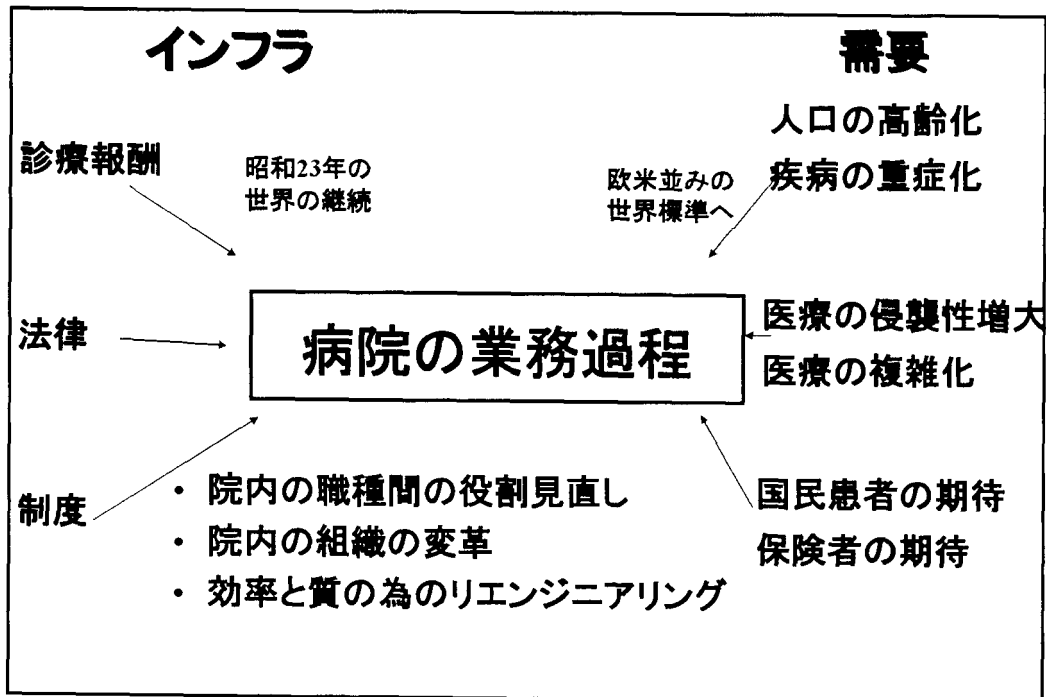 インフラ
需要
人口の高齢化
疾病の重症化
診療報酬
昭和23年の
世界の継続
欧米並みの
世界標準へ
法律
病院の業務過程
医療の侵襲性増大
医療の複雑化
制度
・ 院内の職種間の役割見直し
・ 院内の組織の変革
・ 効率と質の為のリエンジニアリング
国民患者の期待
保険者の期待